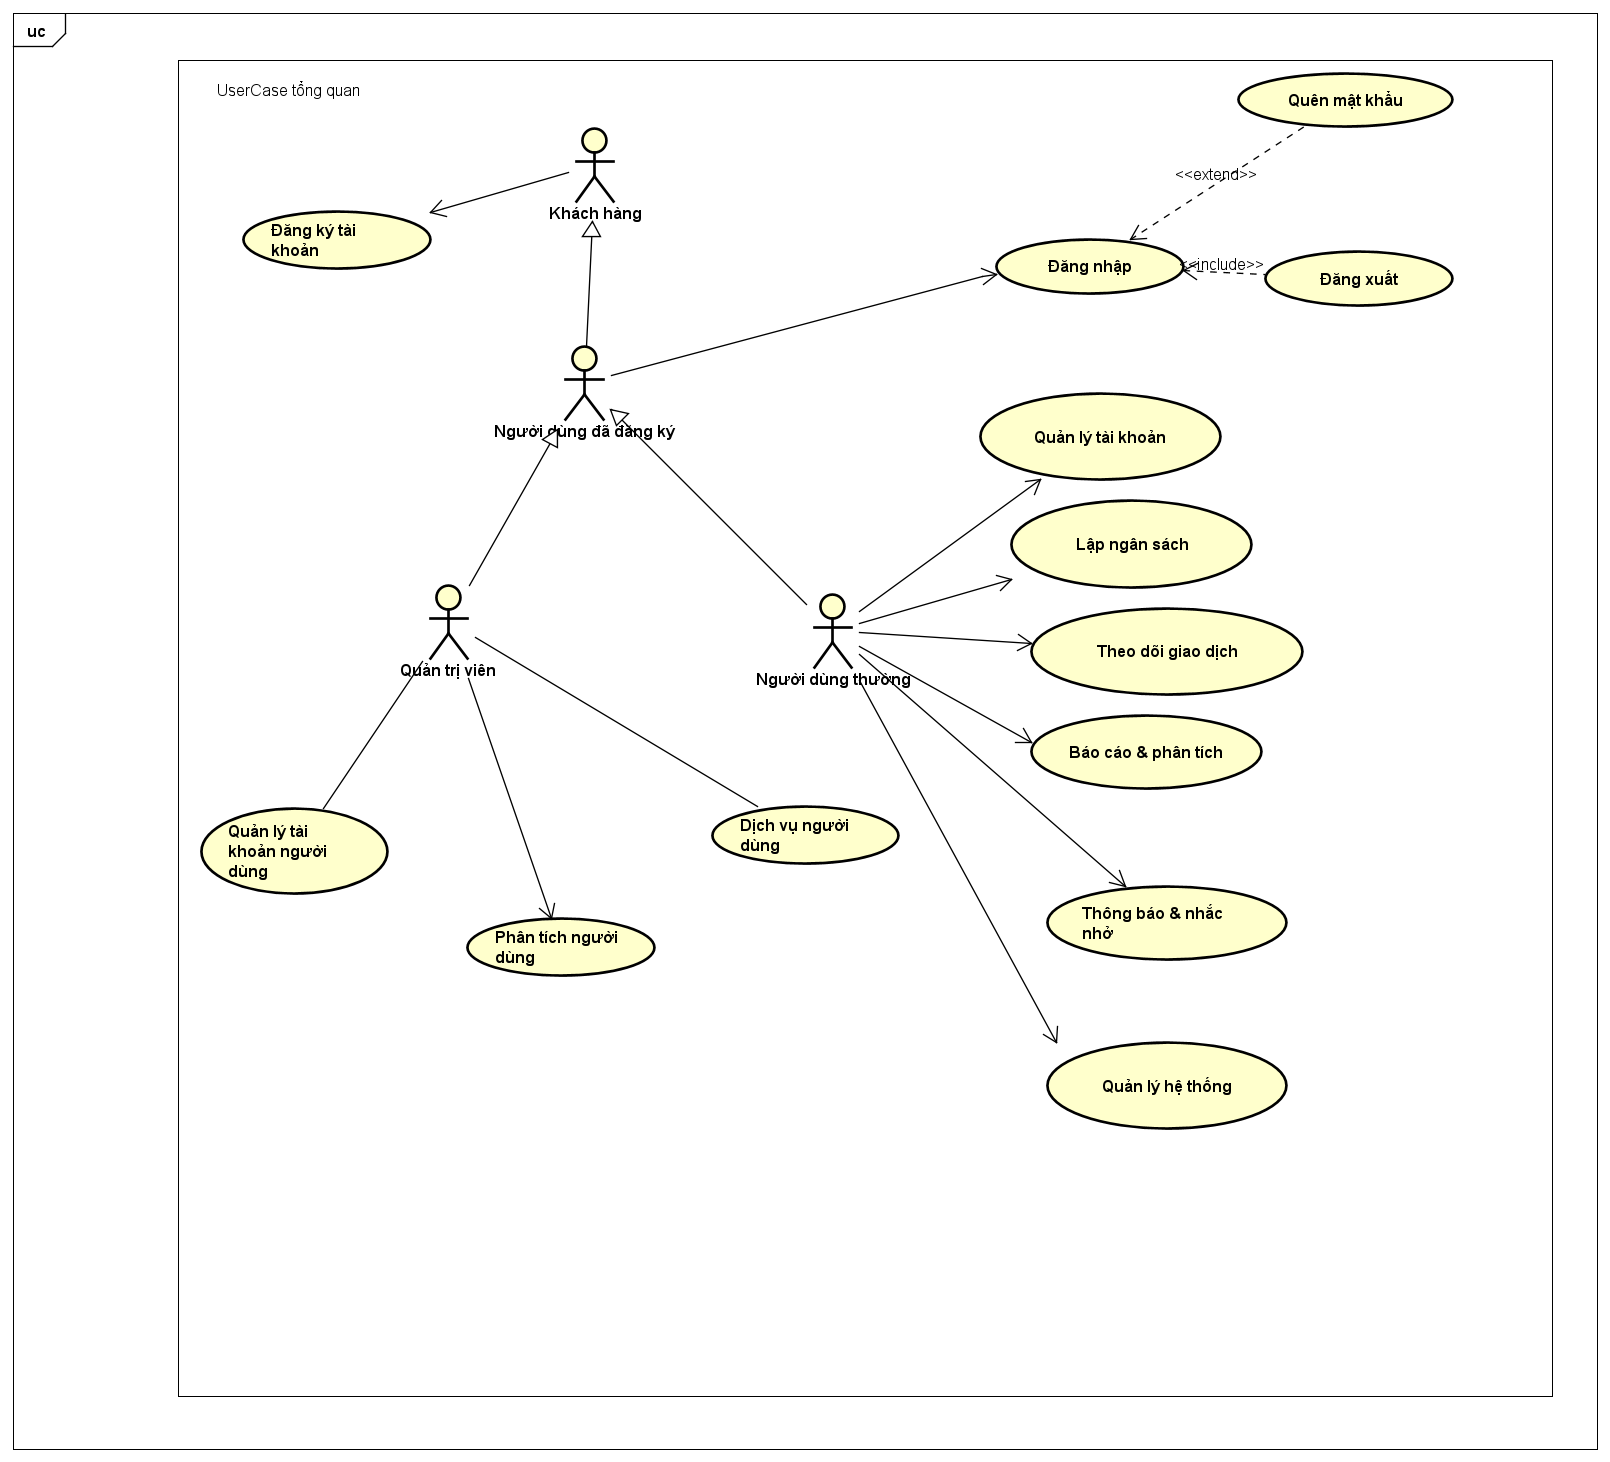 uc
UserCase tổng quan
Quên mật khẩu
<<extend>>
Khách hàng
Đăng ký tài
khoản
Đăng nhập
<<include>>
Đăng xuất
Người dùng đã đăng ký
Quản lý tài khoản
Lập ngân sách
Theo dõi giao dịch
Quản trị viên
Người dùng thường
Báo cáo & phân tích
Quản lý tài
khoản người
dùng
Dịch vụ người
dùng
Phân tích người
dùng
Thông báo & nhắc
nhở
Quản lý hệ thống